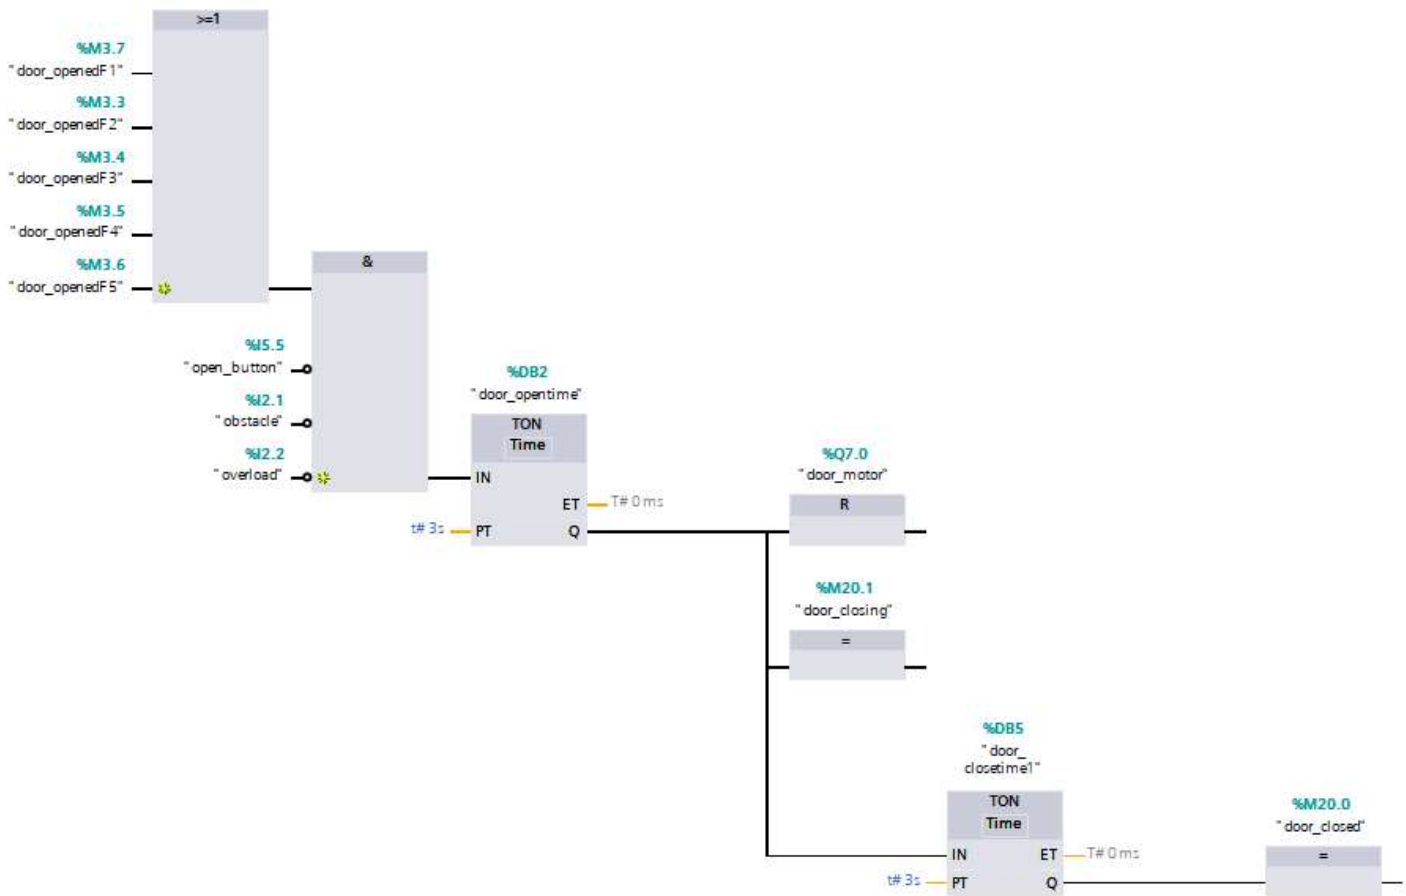 >=1
%M3.7
"door_openedF1"
%M3.3
"door_openedF2"
%M3.4
"door_openedF3"
%M3.5
"door_openedF4"
%M3.6
"door_openedF5"
&
%I5.5
"open_button"
%I2.1
"obstacle"
%I2.2
"overload"
%DB2
"door_opentime"
TON
Time
IN
ET T#0ms
t#3s PT Q
%Q7.0
"door_motor"
R
%M20.1
"door_closing"
=
%DB5
"door_
closetime1"
TON
Time
IN ET T#0ms
t#3s PT Q
%M20.0
"door_closed"
=